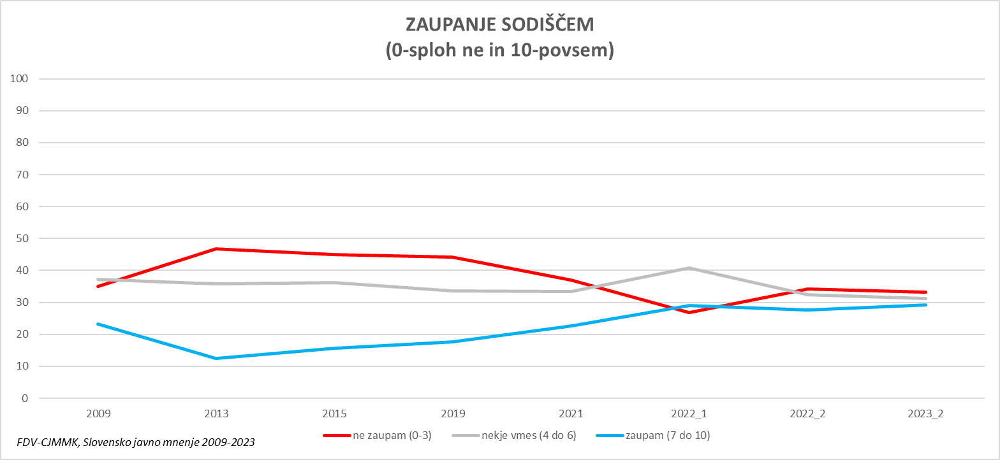 ZAUPANJE SODIŠČEM
(0-sploh ne in 10-povsem)
100
90
80
70
60
50
40
30
20
10
0
2009 2013 2015 2019 2021 2022_1 2022_2 2023_2
ne zaupam (0-3) nekje vmes (4 do 6) zaupam (7 do 10)
FDV-CJMMK, Slovensko javno mnenje 2009-2023